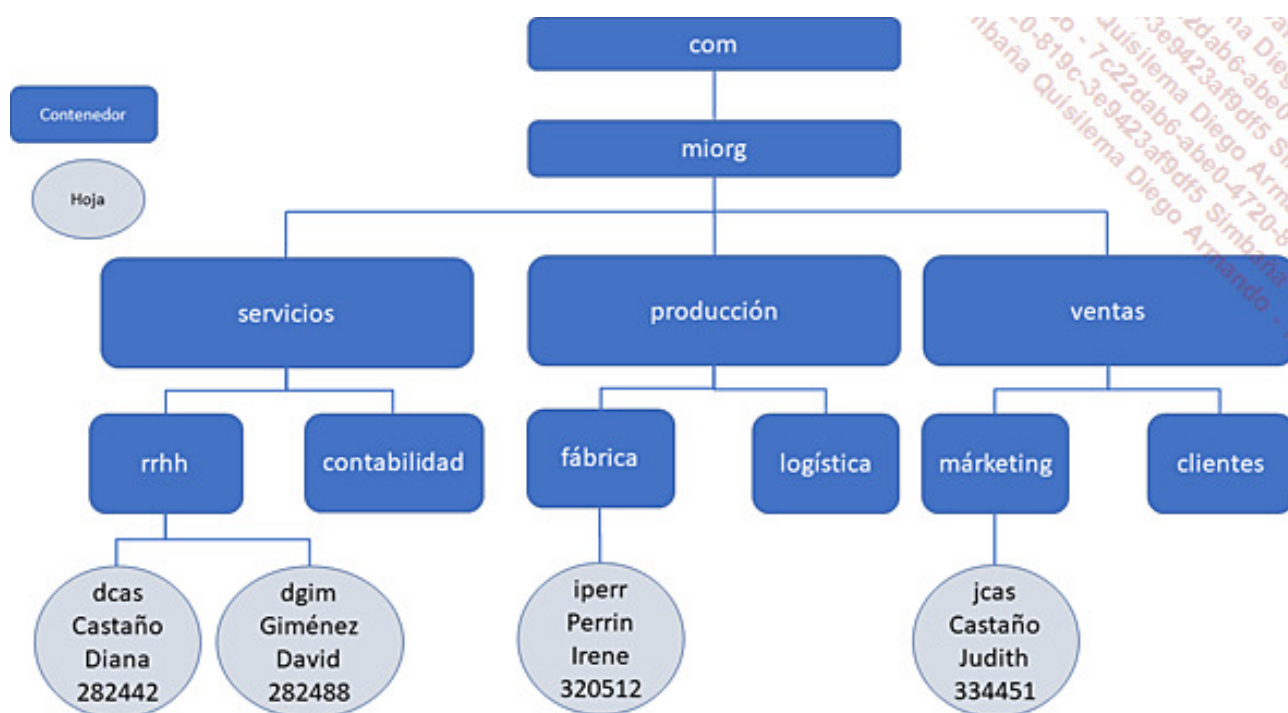 com
Contenedor
miorg
Hoja
servicios
producción
ventas
rrhh
contabilidad
fábrica
logística
márketing
clientes
dcas
Castaño
Diana
282442
dgim
Giménez
David
282488
iperr
Perrin
Irene
320512
jcas
Castaño
Judith
334451